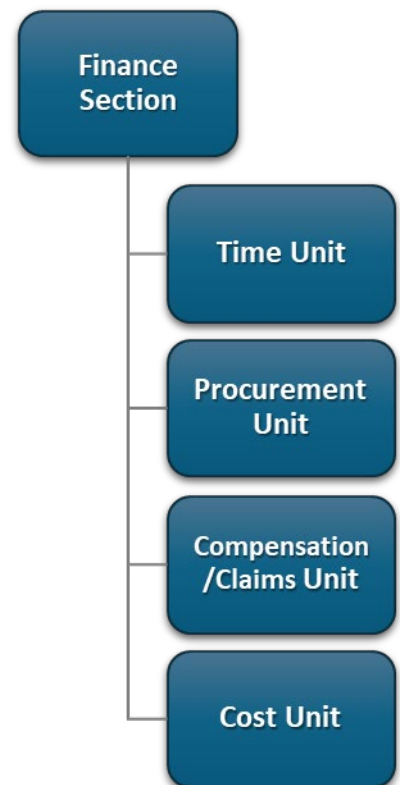 Finance
Section
Time Unit
Procurement
Unit
Compensation
/Claims Unit
Cost Unit